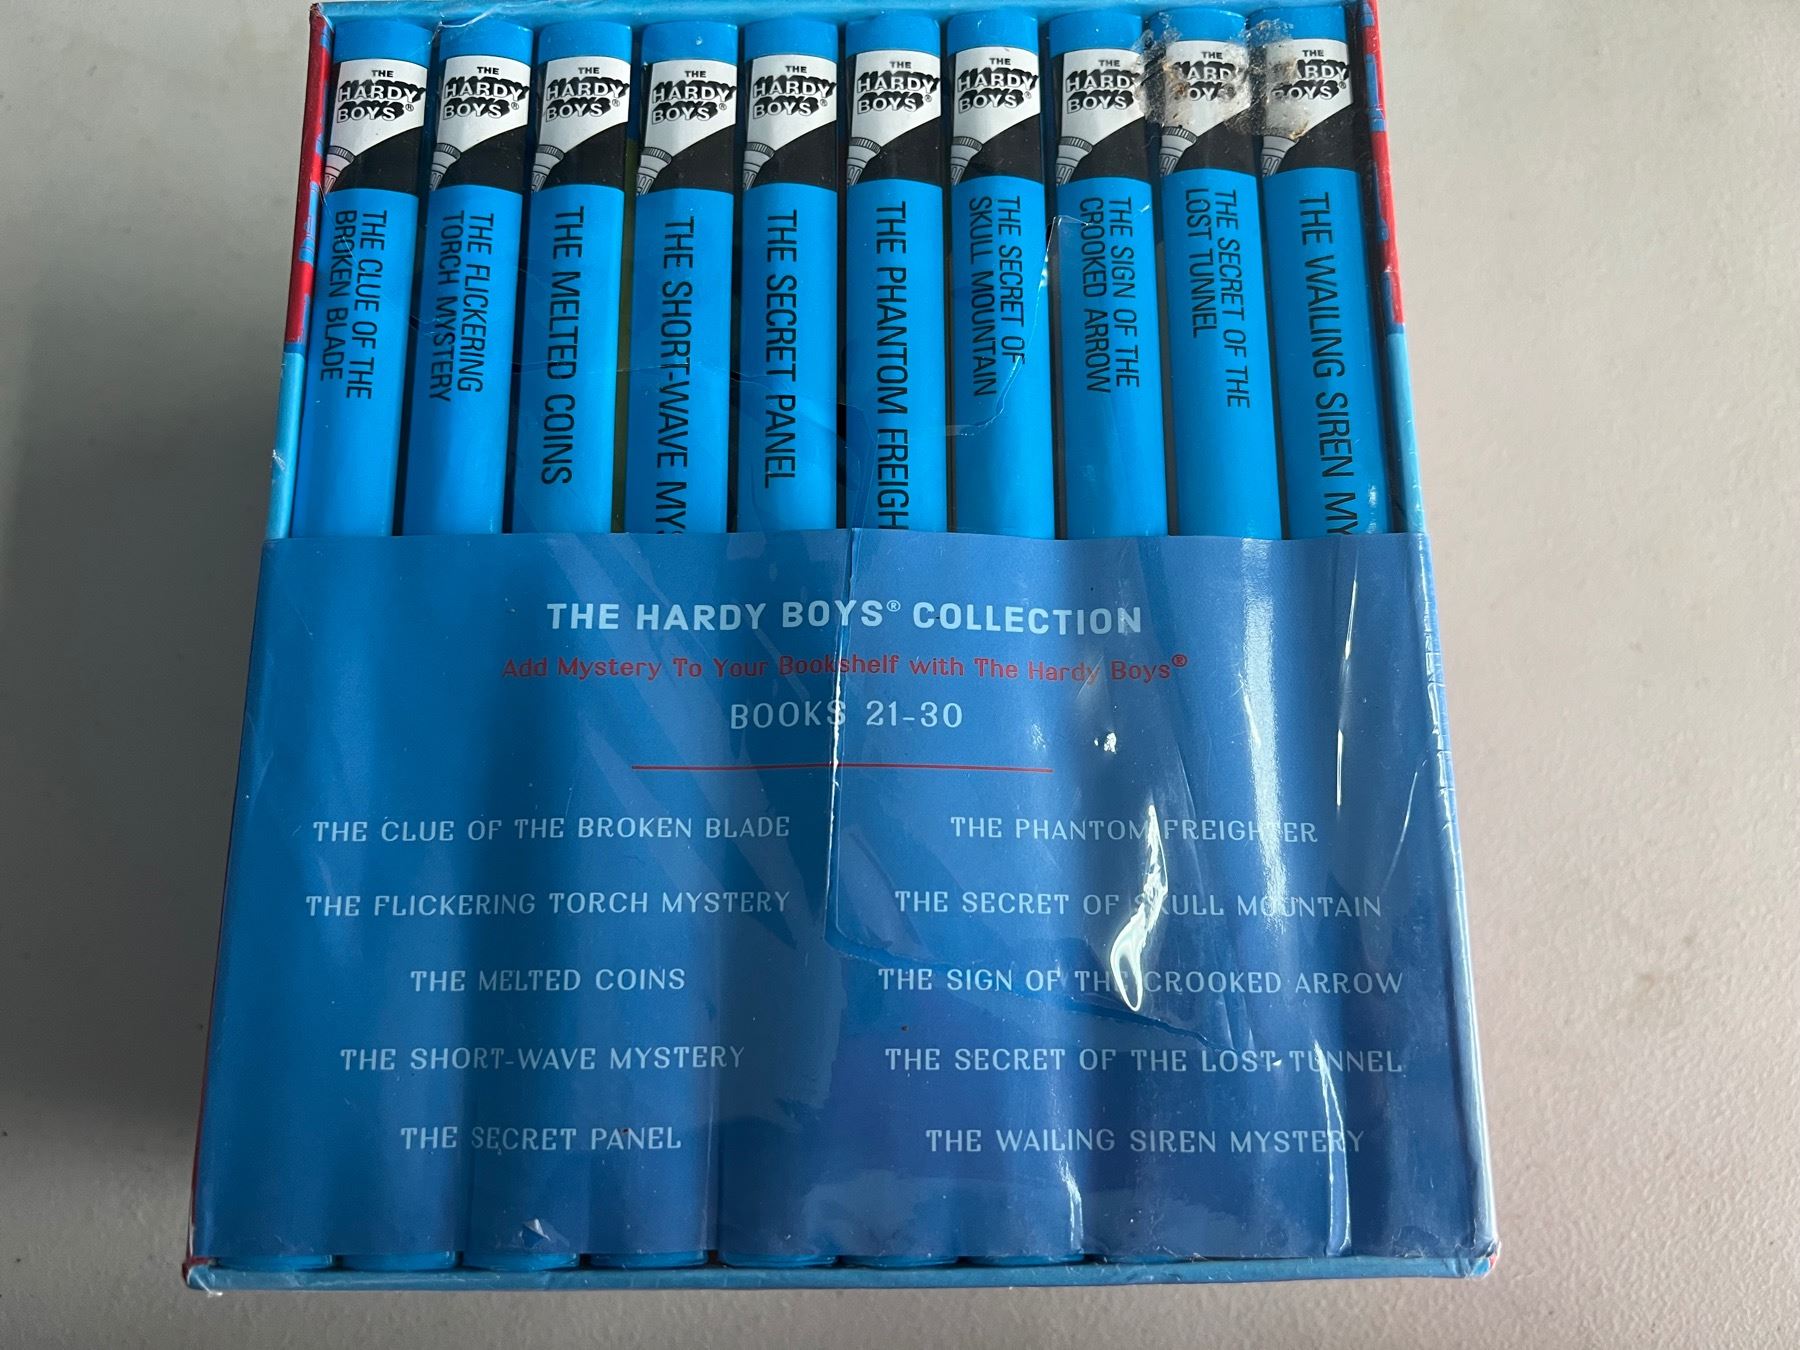 THE
HARDY
BOYS®
THE CLUE OF THE
BROKEN BLADE
THE
HARDY
BOYS®
THE FLICKERING
TORCH MYSTERY
THE
HARDY
BOYS®
THE MELTED COINS
THE
HARDY
BOYS®
THE SHORT-WAVE MYS
THE
HARDY
BOYS®
THE SECRET PANEL
THE
HARDY
BOYS®
THE PHANTOM FREIGH
THE
HARDY
BOYS®
THE SECRET OF
SKULL MOUNTAIN
THE
HARDY
BOYS
THE SIGN OF THE
CROOKED ARROW
THE
HARDY
BOYS
THE SECRET OF THE
LOST TUNNEL
THE
HARDY
BOYS®
THE WAILING SIREN MY
THE HARDY BOYS® COLLECTION
Add Mystery To Your Bookshelf with The Hardy Boys®
BOOKS 21-30
THE CLUE OF THE BROKEN BLADE
THE FLICKERING TORCH MYSTERY
THE MELTED COINS
THE SHORT-WAVE MYSTERY
THE SECRET PANEL
THE PHANTOM FREIGHTER
THE SECRET OF SKULL MOUNTAIN
THE SIGN OF THE CROOKED ARROW
THE SECRET OF THE LOST TUNNEL
THE WAILING SIREN MYSTERY